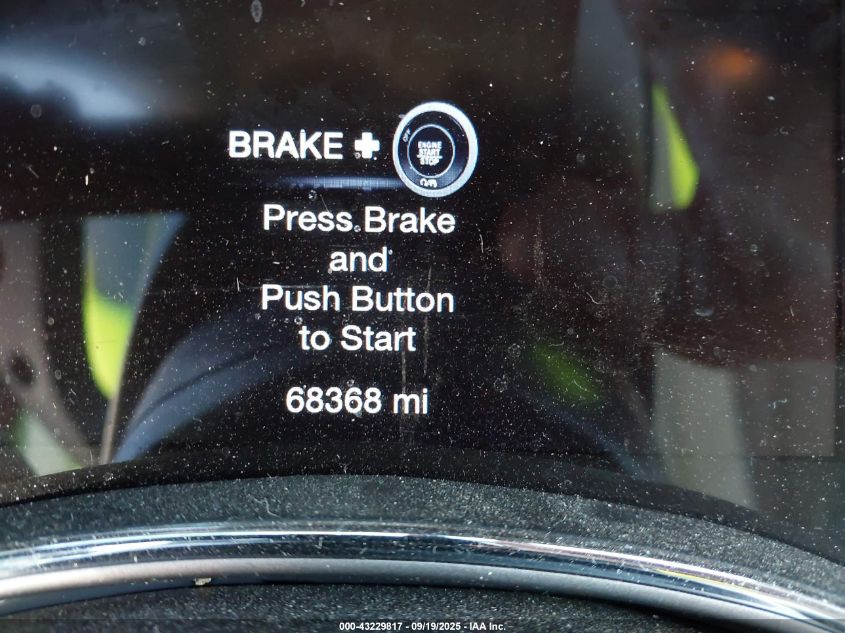 BRAKE +
OFF
ENGINE
START
STOP
Press Brake
and
Push Button
to Start
68368 mi
000-43229817 - 09/19/2025 - IAA Inc.